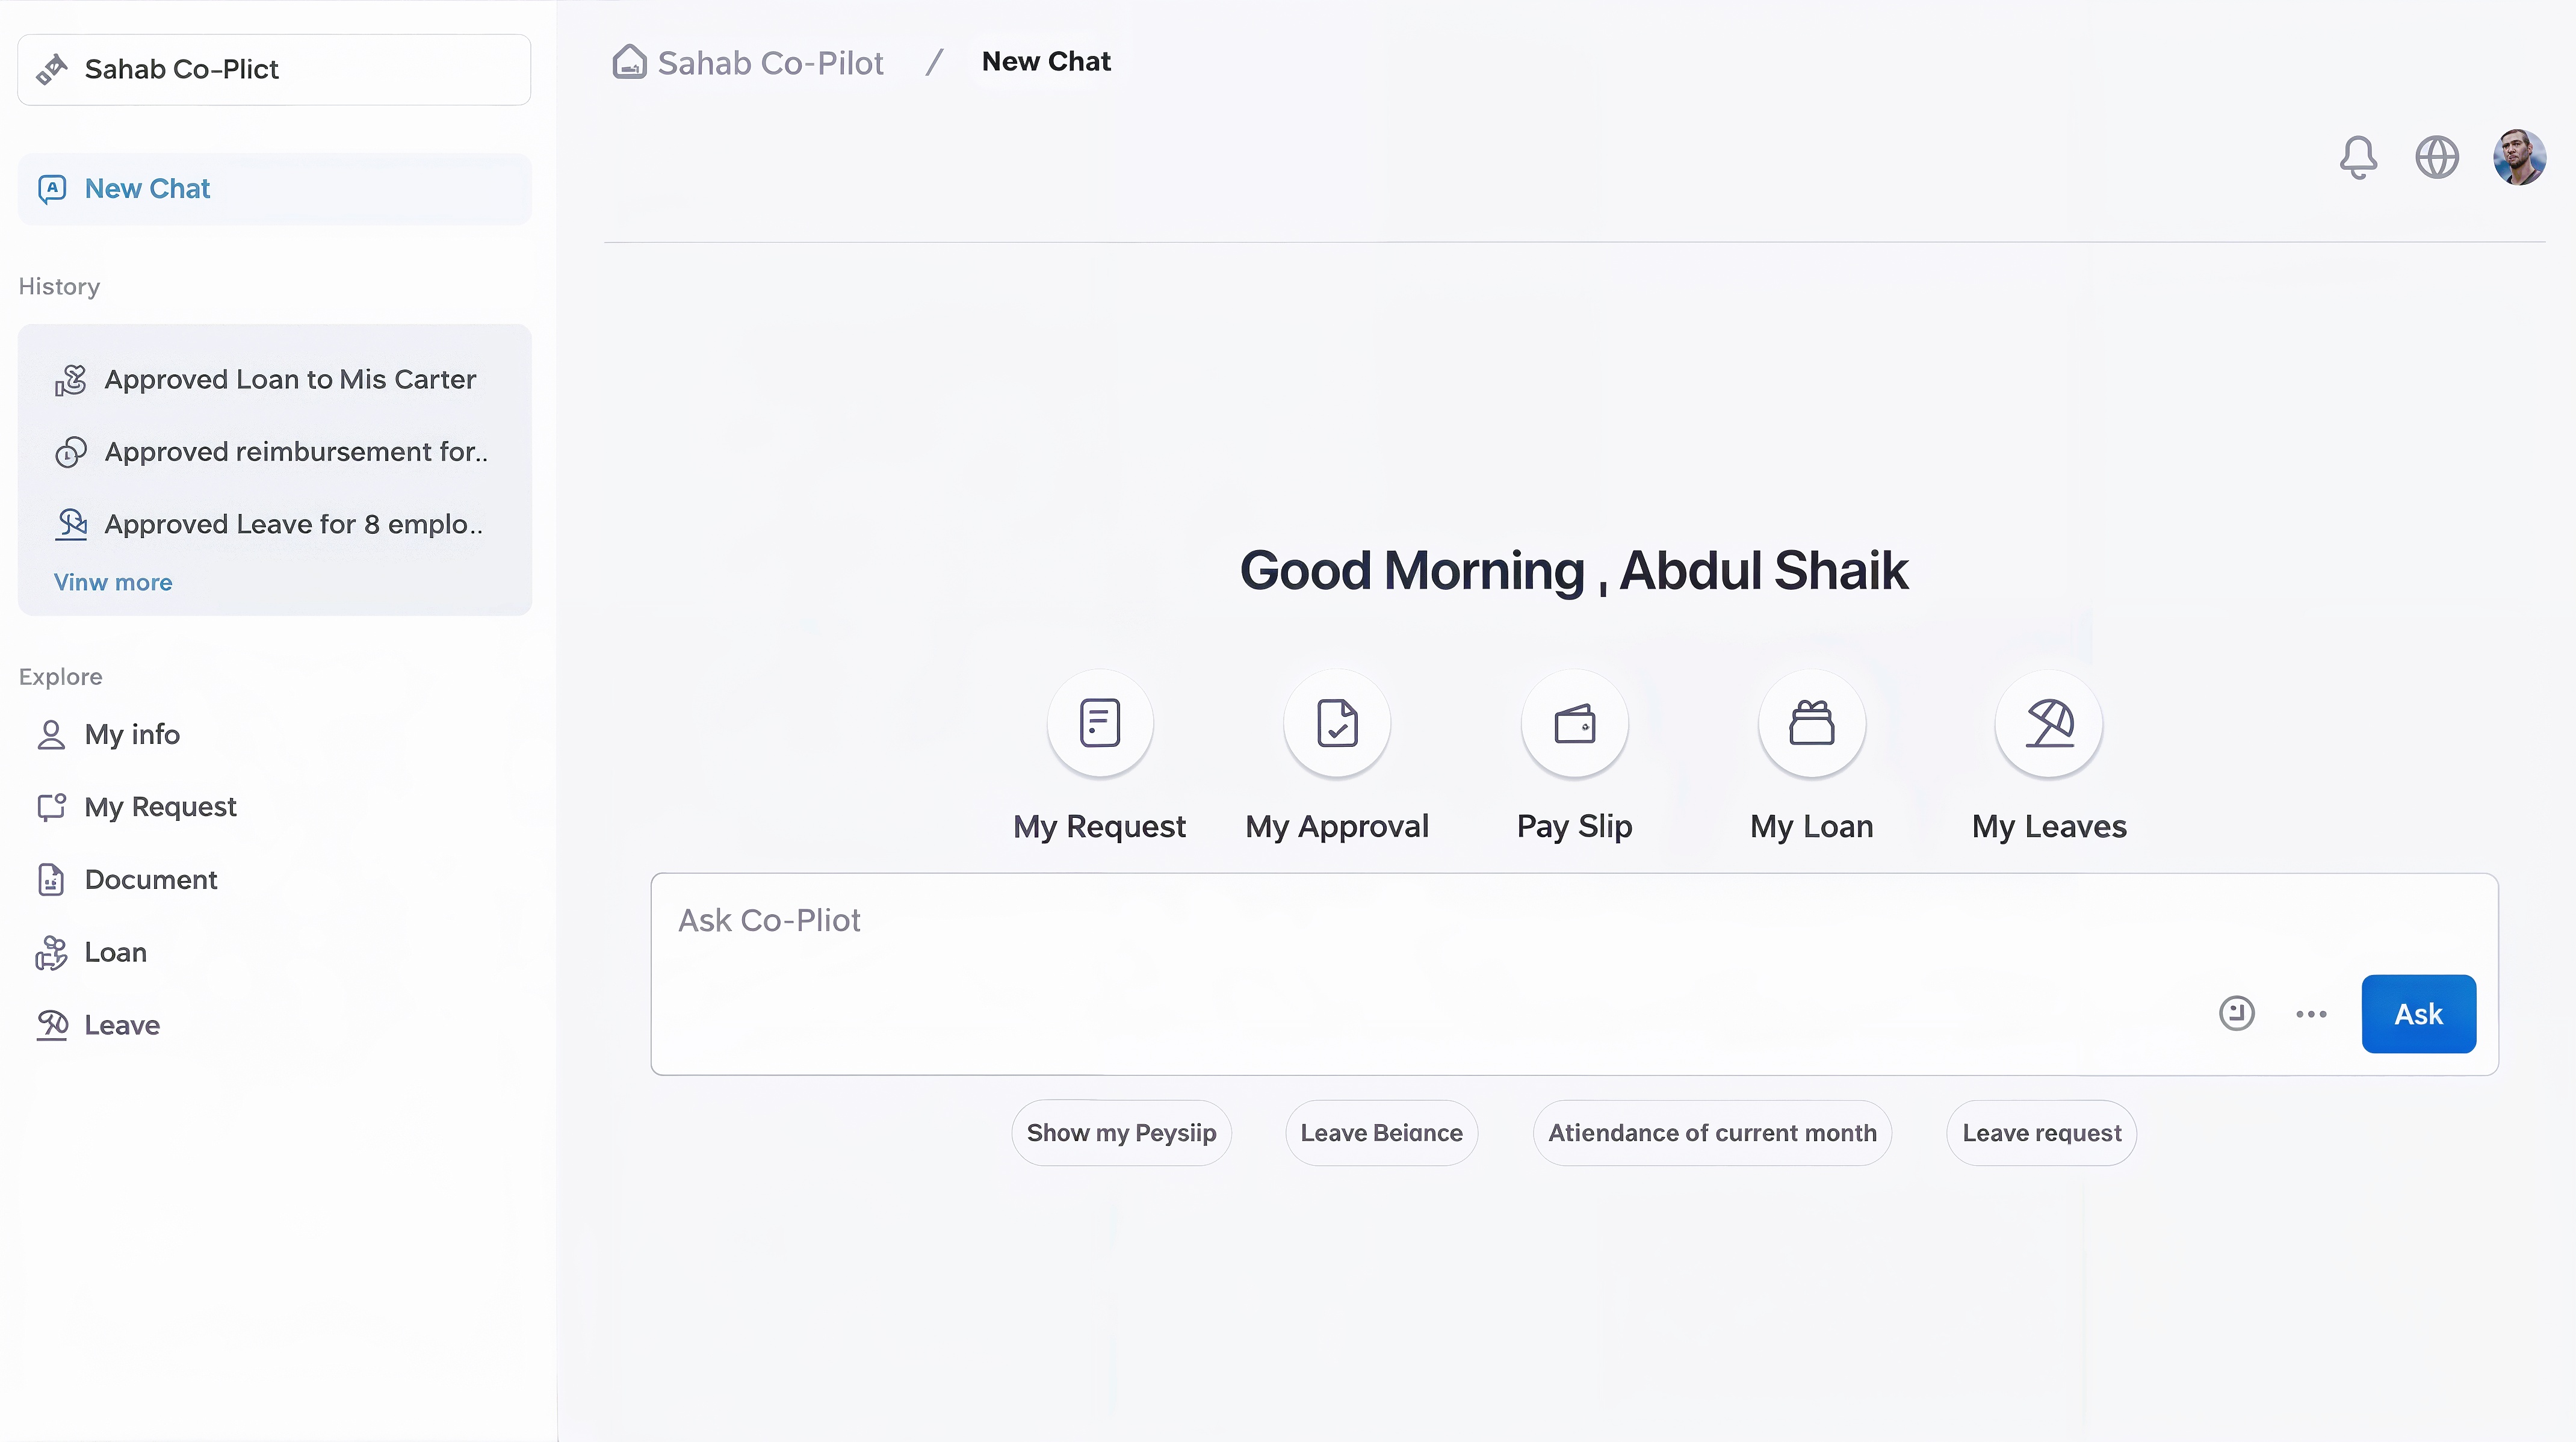 Sahab Co-Plict
New Chat
History
Approved Loan to Mis Carter
Approved reimbursement for..
Approved Leave for 8 emplo..
Vinw more
Explore
My info
My Request
Document
Loan
Leave
Sahab Co-Pilot / New Chat
Good Morning , Abdul Shaik
My Request
My Approval
Pay Slip
My Loan
My Leaves
Ask Co-Pliot
Ask
Show my Peysiip
Leave Beiance
Atiendance of current month
Leave request